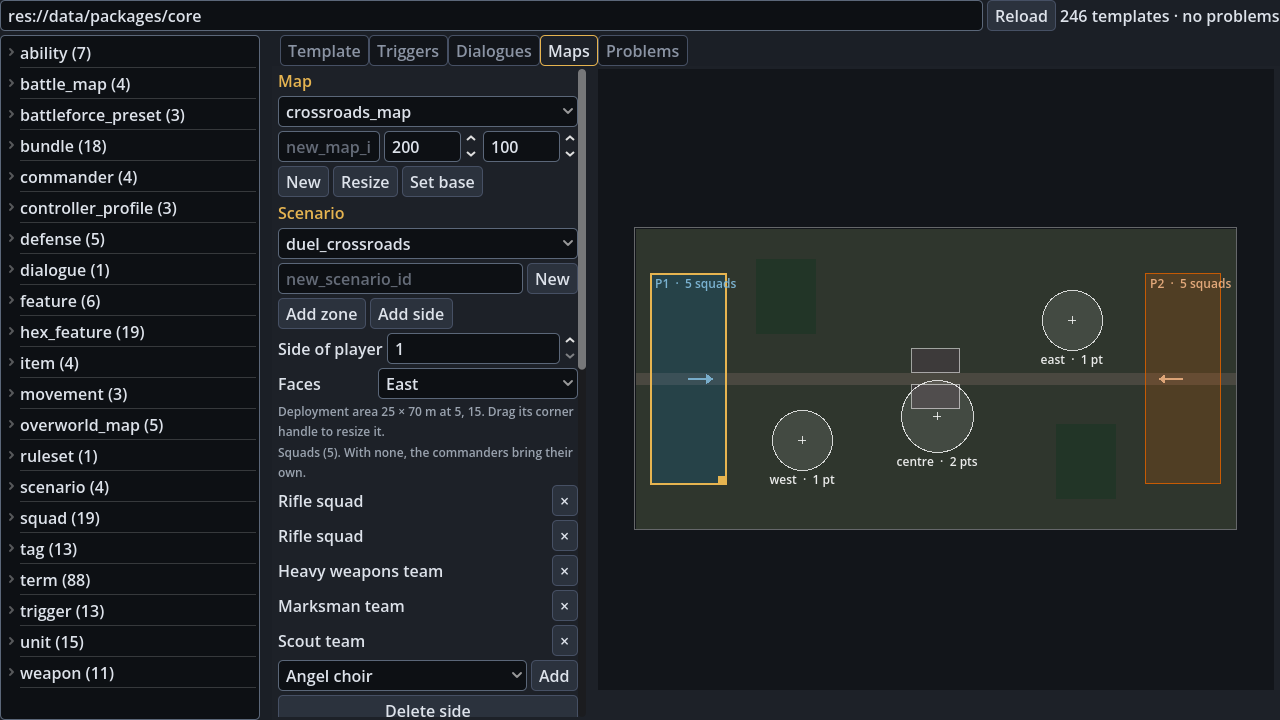 res://data/packages/core
Reload
246 templates · no problems
ability (7)
battle_map (4)
battleforce_preset (3)
bundle (18)
commander (4)
controller_profile (3)
defense (5)
dialogue (1)
feature (6)
hex_feature (19)
item (4)
movement (3)
overworld_map (5)
ruleset (1)
scenario (4)
squad (19)
tag (13)
term (88)
trigger (13)
unit (15)
weapon (11)
Template
Triggers
Dialogues
Maps
Problems
Map
crossroads_map
new_map_i
200
100
New
Resize
Set base
Scenario
duel_crossroads
new_scenario_id
New
Add zone
Add side
Side of player
1
Faces
East
Deployment area 25 × 70 m at 5, 15. Drag its corner
handle to resize it.
Squads (5). With none, the commanders bring their
own.
Rifle squad
×
Rifle squad
×
Heavy weapons team
×
Marksman team
×
Scout team
×
Angel choir
Add
Delete side
P1 · 5 squads
P2 · 5 squads
east · 1 pt
centre · 2 pts
west · 1 pt